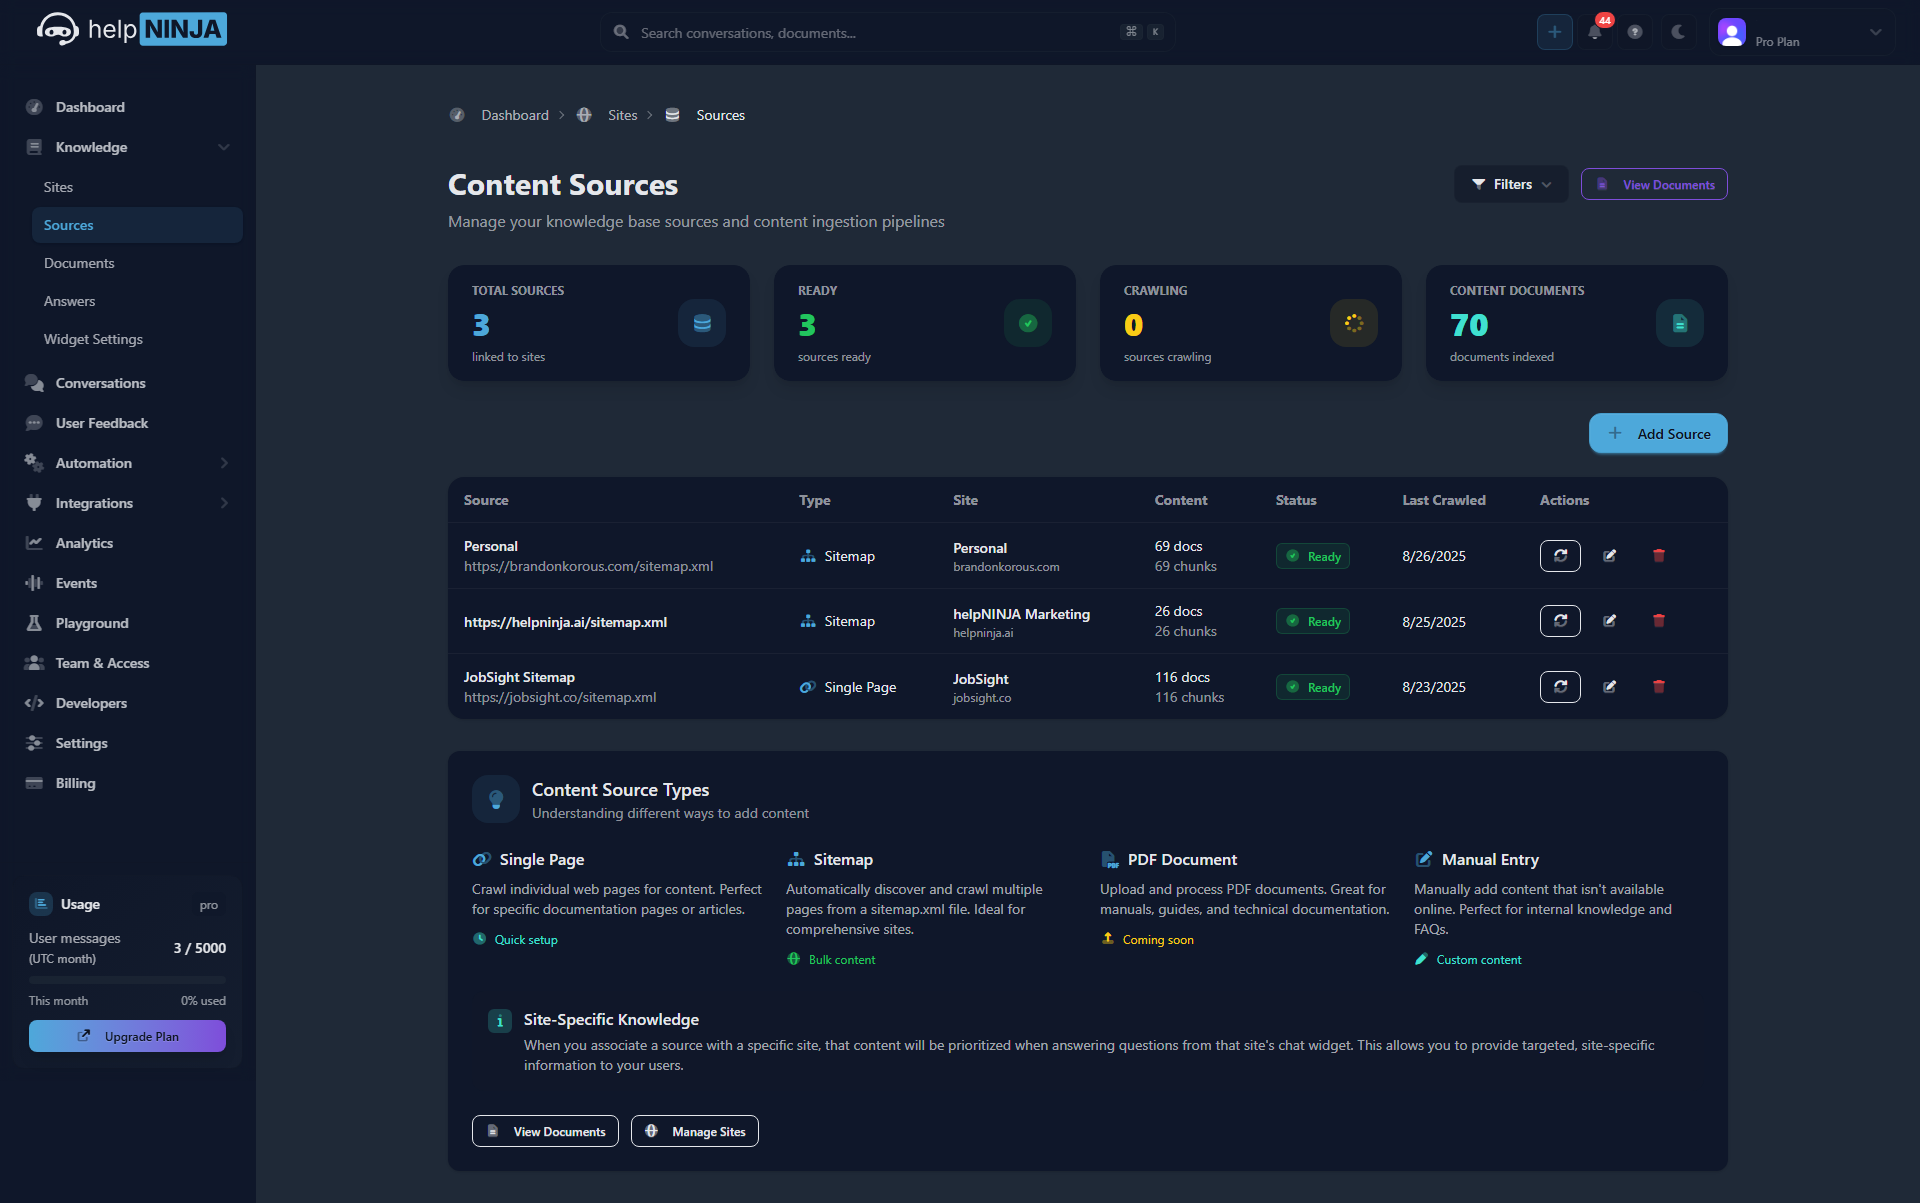 help NINJA
Search conversations, documents...
⌘ K
44
Pro Plan
Dashboard
Knowledge
Sites
Sources
Documents
Answers
Widget Settings
Conversations
User Feedback
Automation
Integrations
Analytics
Events
Playground
Team & Access
Developers
Settings
Billing
Usage pro
User messages
(UTC month)
3 / 5000
This month 0% used
Upgrade Plan
Dashboard > Sites > Sources
Content Sources
Manage your knowledge base sources and content ingestion pipelines
Filters
View Documents
TOTAL SOURCES
3
linked to sites
READY
3
sources ready
CRAWLING
0
sources crawling
CONTENT DOCUMENTS
70
documents indexed
+ Add Source
Source Type Site Content Status Last Crawled Actions
Personal
https://brandonkorous.com/sitemap.xml
Sitemap
Personal
brandonkorous.com
69 docs
69 chunks
Ready
8/26/2025
https://helpninja.ai/sitemap.xml
Sitemap
helpNINJA Marketing
helpninja.ai
26 docs
26 chunks
Ready
8/25/2025
JobSight Sitemap
https://jobsight.co/sitemap.xml
Single Page
JobSight
jobsight.co
116 docs
116 chunks
Ready
8/23/2025
Content Source Types
Understanding different ways to add content
Single Page
Crawl individual web pages for content. Perfect
for specific documentation pages or articles.
Quick setup
Sitemap
Automatically discover and crawl multiple
pages from a sitemap.xml file. Ideal for
comprehensive sites.
Bulk content
PDF Document
Upload and process PDF documents. Great for
manuals, guides, and technical documentation.
Coming soon
Manual Entry
Manually add content that isn't available
online. Perfect for internal knowledge and
FAQs.
Custom content
Site-Specific Knowledge
When you associate a source with a specific site, that content will be prioritized when answering questions from that site's chat widget. This allows you to provide targeted, site-specific
information to your users.
View Documents
Manage Sites